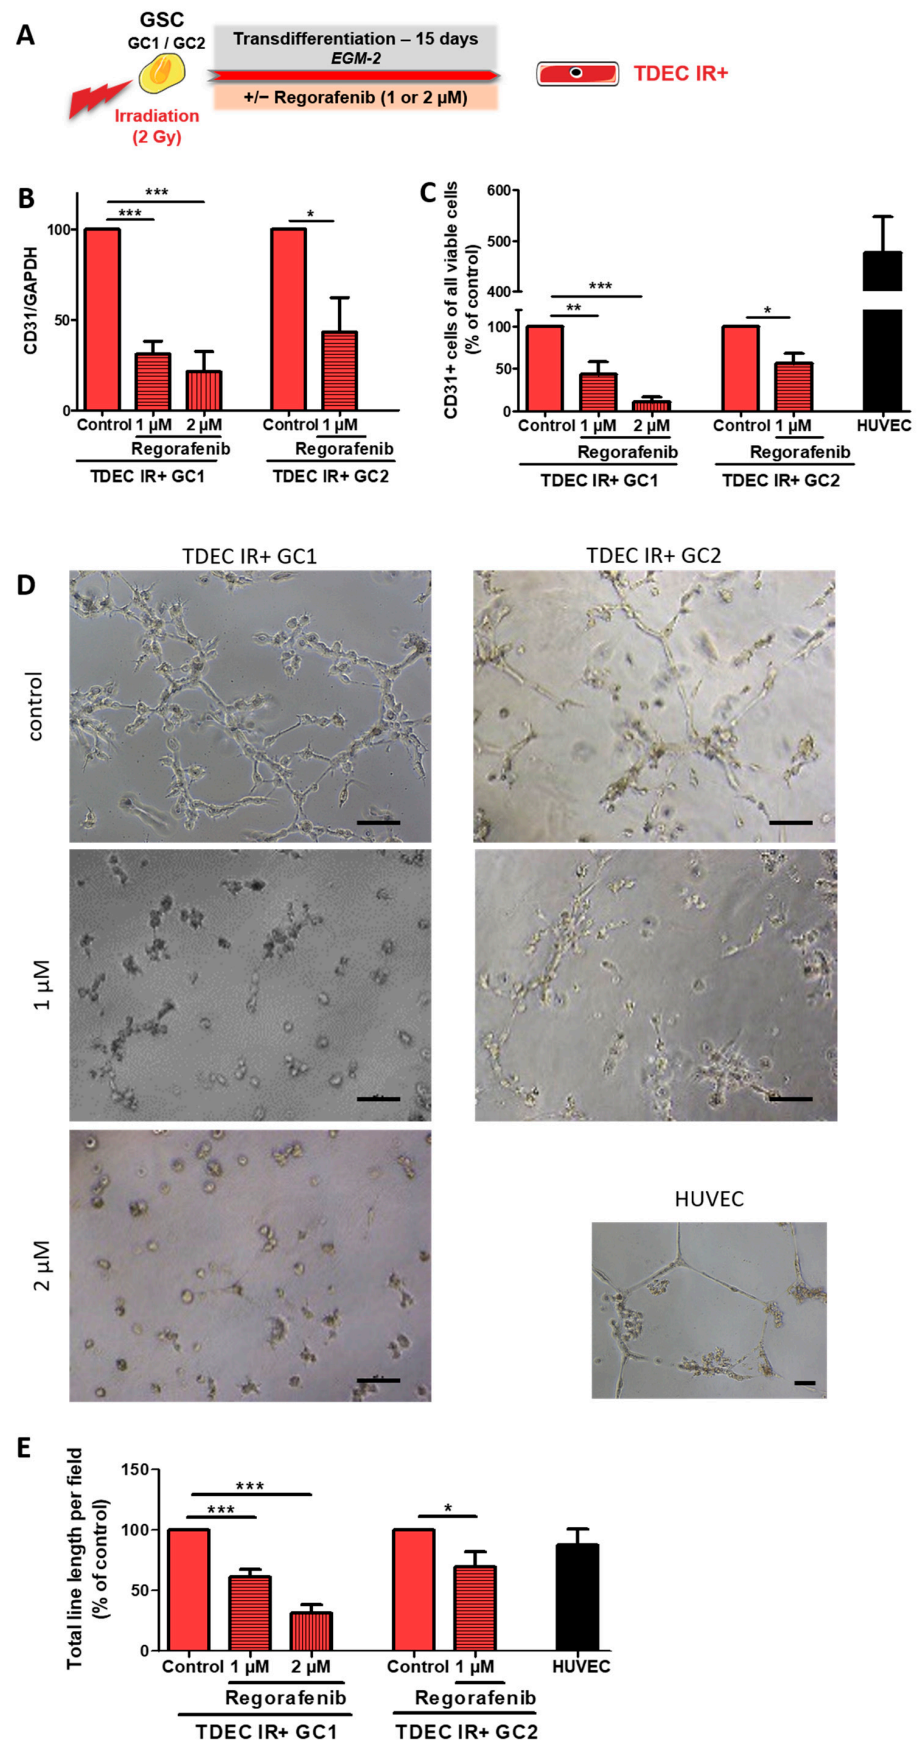 A
GSC
GC1 / GC2
Irradiation
(2 Gy)
Transdifferentiation – 15 days
EGM-2
+/− Regorafenib (1 or 2 µM)
TDEC IR+
B
CD31/GAPDH
100
50
0
***
***
*
Control 1 µM 2 µM
Regorafenib
TDEC IR+ GC1
Control 1 µM
Regorafenib
TDEC IR+ GC2
C
CD31+ cells of all viable cells
(% of control)
600
500
400
100
50
0
***
**
*
Control 1 µM 2 µM
Regorafenib
TDEC IR+ GC1
Control 1 µM
Regorafenib
TDEC IR+ GC2
HUVEC
D
TDEC IR+ GC1
TDEC IR+ GC2
control
1 µM
2 µM
HUVEC
E
Total line length per field
(% of control)
150
100
50
0
***
***
*
Control 1 µM 2 µM
Regorafenib
TDEC IR+ GC1
Control 1 µM
Regorafenib
TDEC IR+ GC2
HUVEC